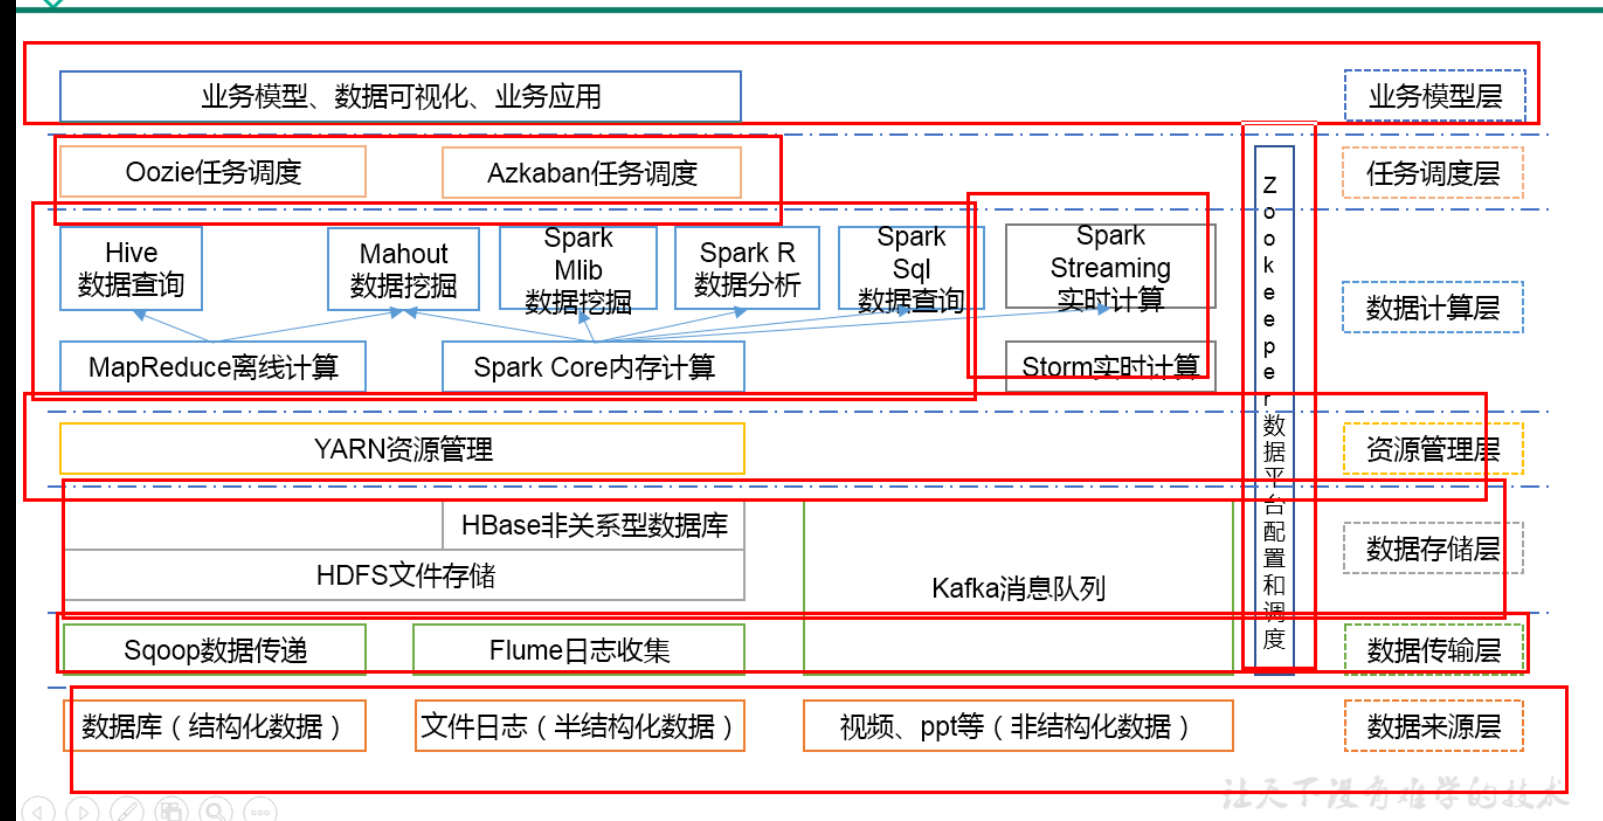 业务模型、数据可视化、业务应用
业务模型层
Oozie任务调度
Azkaban任务调度
任务调度层
Hive
数据查询
Mahout
数据挖掘
Spark
Mlib
数据挖掘
Spark R
数据分析
Spark
Sql
数据查询
Spark
Streaming
实时计算
数据计算层
MapReduce离线计算
Spark Core内存计算
Storm实时计算
Zookeeper数据平台配置和调度
YARN资源管理
资源管理层
HBase非关系型数据库
HDFS文件存储
Kafka消息队列
数据存储层
Sqoop数据传递
Flume日志收集
数据传输层
数据库（结构化数据）
文件日志（半结构化数据）
视频、ppt等（非结构化数据）
数据来源层
让天下没有难学的技术